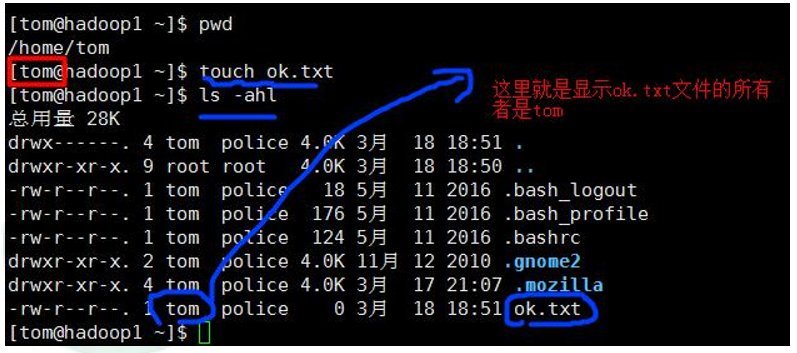 [tom@hadoop1 ~]$ pwd
/home/tom
[tom@hadoop1 ~]$ touch ok.txt
[tom@hadoop1 ~]$ ls -ahl
这里就是显示ok.txt文件的所有
者是tom
总用量 28K
drwx------. 4 tom  police 4.0K 3月  18 18:51 .
drwxr-xr-x. 9 root root   4.0K 3月  18 18:50 ..
-rw-r--r--. 1 tom  police   18 5月  11 2016 .bash_logout
-rw-r--r--. 1 tom  police  176 5月  11 2016 .bash_profile
-rw-r--r--. 1 tom  police  124 5月  11 2016 .bashrc
drwxr-xr-x. 2 tom  police 4.0K 11月 12 2010 .gnome2
drwxr-xr-x. 4 tom  police 4.0K 3月  17 21:07 .mozilla
-rw-r--r--. 1 tom  police    0 3月  18 18:51 ok.txt
[tom@hadoop1 ~]$